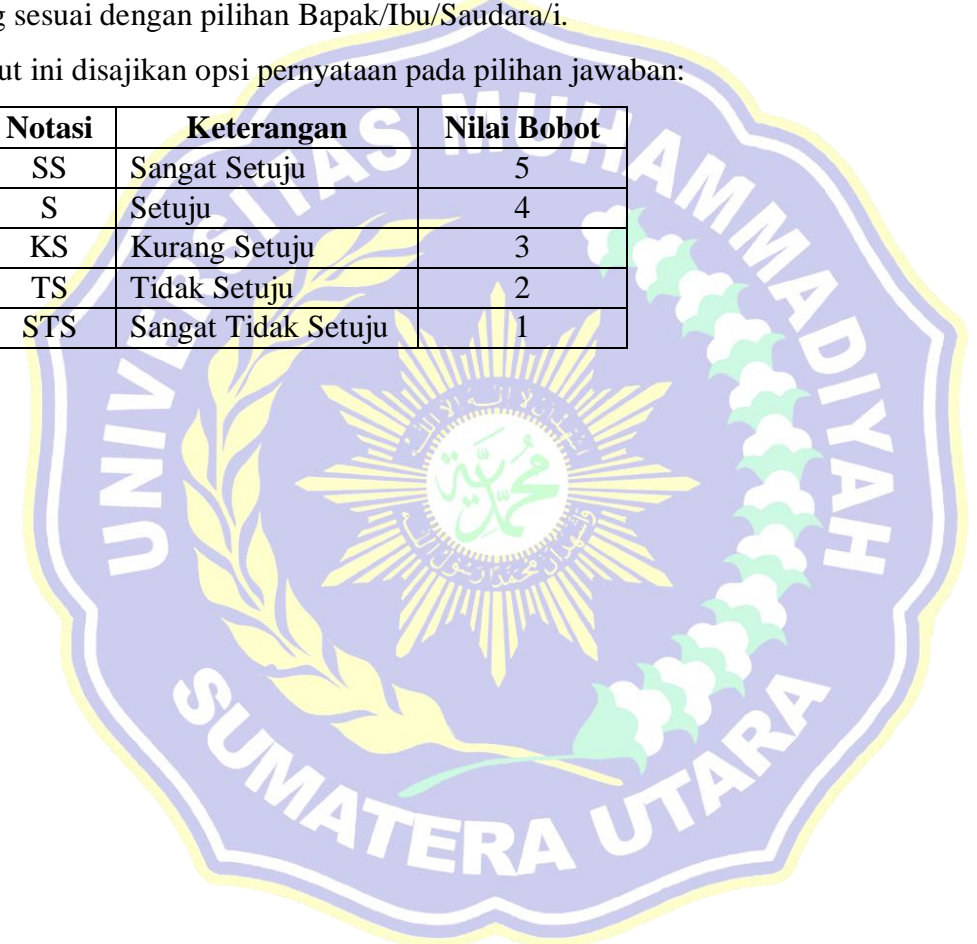 g sesuai dengan pilihan Bapak/Ibu/Saudara/i.
ut ini disajikan opsi pernyataan pada pilihan jawaban:
Notasi Keterangan Nilai Bobot
SS Sangat Setuju 5
S Setuju 4
KS Kurang Setuju 3
TS Tidak Setuju 2
STS Sangat Tidak Setuju 1
UNIVERSITAS MUHAMMADIYAH
SUMATERA UTARA